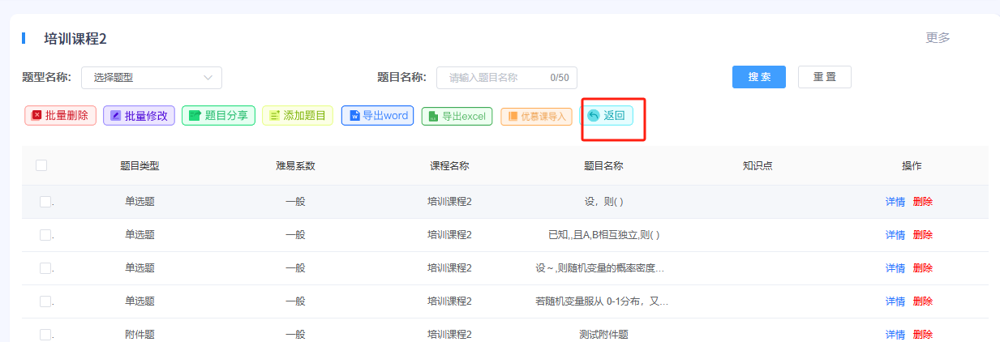 培训课程2
更多
题型名称: 选择题型 题目名称: 请输入题目名称 0/50 搜 索 重 置
批量删除 批量修改 题目分享 添加题目 导出word 导出excel 优慕课导入 返回
题目类型 难易系数 课程名称 题目名称 知识点 操作
单选题 一般 培训课程2 设，则( ) 详情 删除
单选题 一般 培训课程2 已知,,且A,B相互独立,则( ) 详情 删除
单选题 一般 培训课程2 设～,则随机变量的概率密度... 详情 删除
单选题 一般 培训课程2 若随机变量服从 0-1分布，又... 详情 删除
附件题 一般 培训课程2 测试附件题 详情 删除